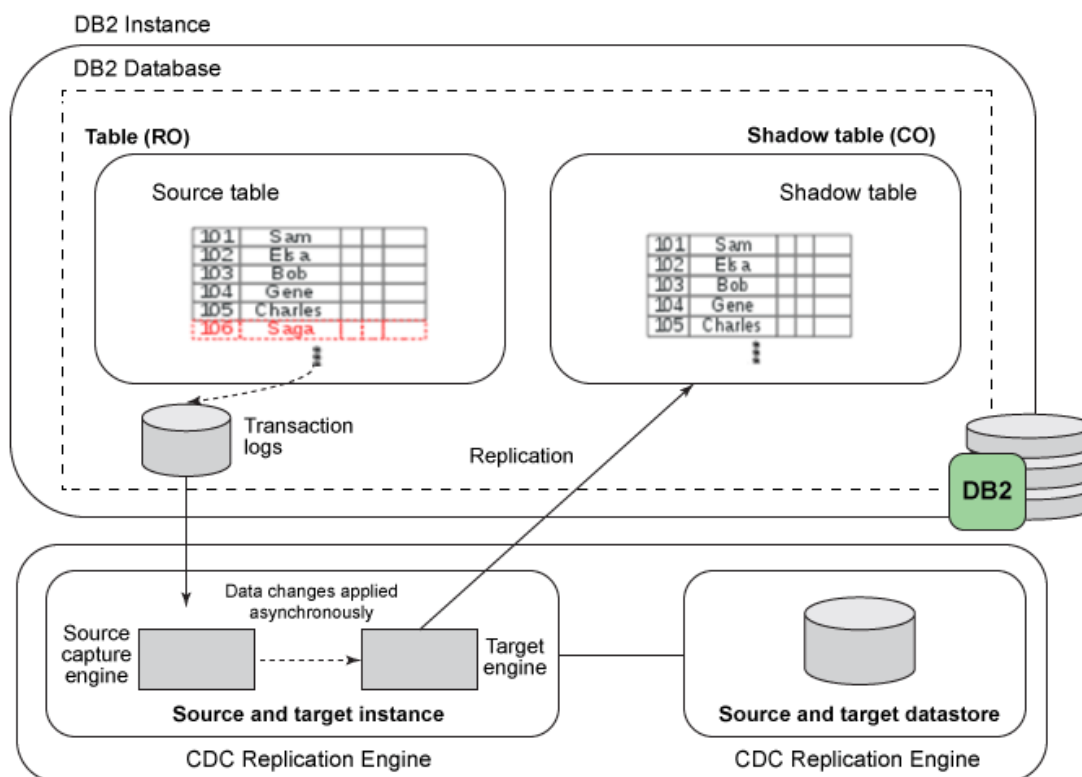 DB2 Instance
DB2 Database
Table (RO)
Source table
101 Sam
102 Elsa
103 Bob
104 Gene
105 Charles
106 Saga
Shadow table (CO)
Shadow table
101 Sam
102 Elsa
103 Bob
104 Gene
105 Charles
Transaction
logs
Replication
DB2
Data changes applied
asynchronously
Source
capture
engine
Target
engine
Source and target instance
CDC Replication Engine
Source and target datastore
CDC Replication Engine